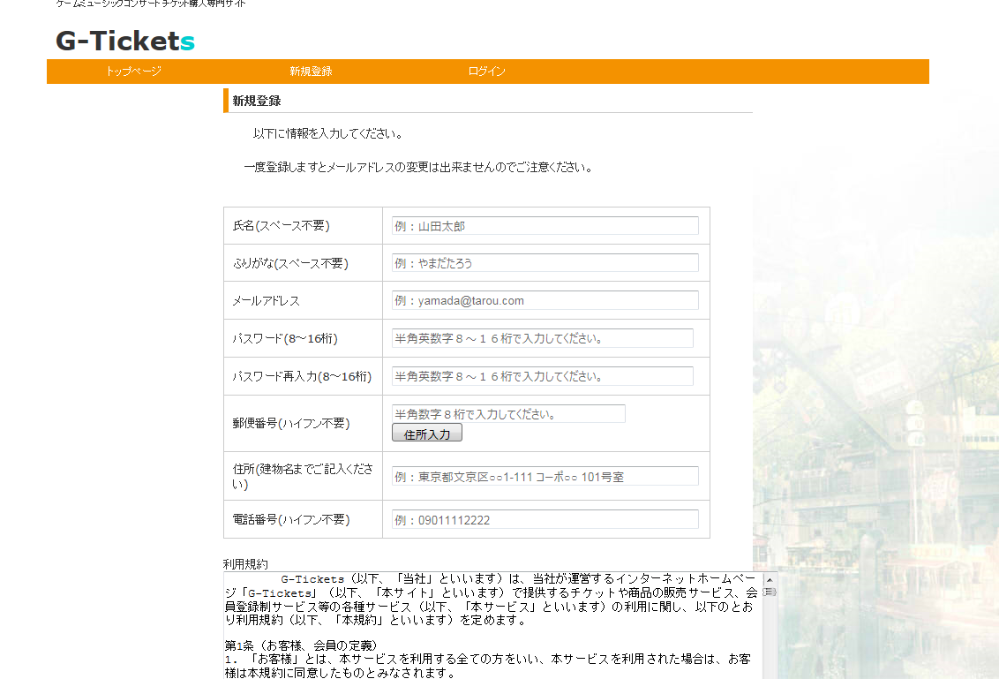 ゲームミュージックコンサートチケット購入専門サイト
G-Tickets
トップページ 新規登録 ログイン
新規登録
以下に情報を入力してください。
一度登録しますとメールアドレスの変更は出来ませんのでご注意ください。
氏名(スペース不要) 例：山田太郎
ふりがな(スペース不要) 例：やまだたろう
メールアドレス 例：yamada@tarou.com
パスワード(8～16桁) 半角英数字８～１６桁で入力してください。
パスワード再入力(8～16桁) 半角英数字８～１６桁で入力してください。
郵便番号(ハイフン不要) 半角数字８桁で入力してください。
住所入力
住所(建物名までご記入くださ
い) 例：東京都文京区○○1-111 コーポ○○ 101号室
電話番号(ハイフン不要) 例：09011112222
利用規約
G-Tickets（以下、「当社」といいます）は、当社が運営するインターネットホームペー
ジ「G-Tickets」（以下、「本サイト」といいます）で提供するチケットや商品の販売サービス、会
員登録制サービス等の各種サービス（以下、「本サービス」といいます）の利用に関し、以下のとお
り利用規約（以下、「本規約」といいます）を定めます。
第1条（お客様、会員の定義）
1. 「お客様」とは、本サービスを利用する全ての方をいい、本サービスを利用された場合は、お客
様は本規約に同意したものとみなされます。